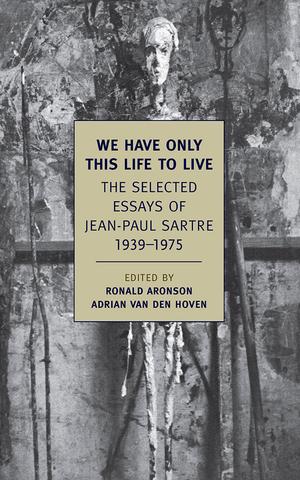 WE HAVE ONLY
THIS LIFE TO LIVE
THE SELECTED
ESSAYS OF
JEAN-PAUL SARTRE
1939–1975
EDITED BY
RONALD ARONSON
ADRIAN VAN DEN HOVEN